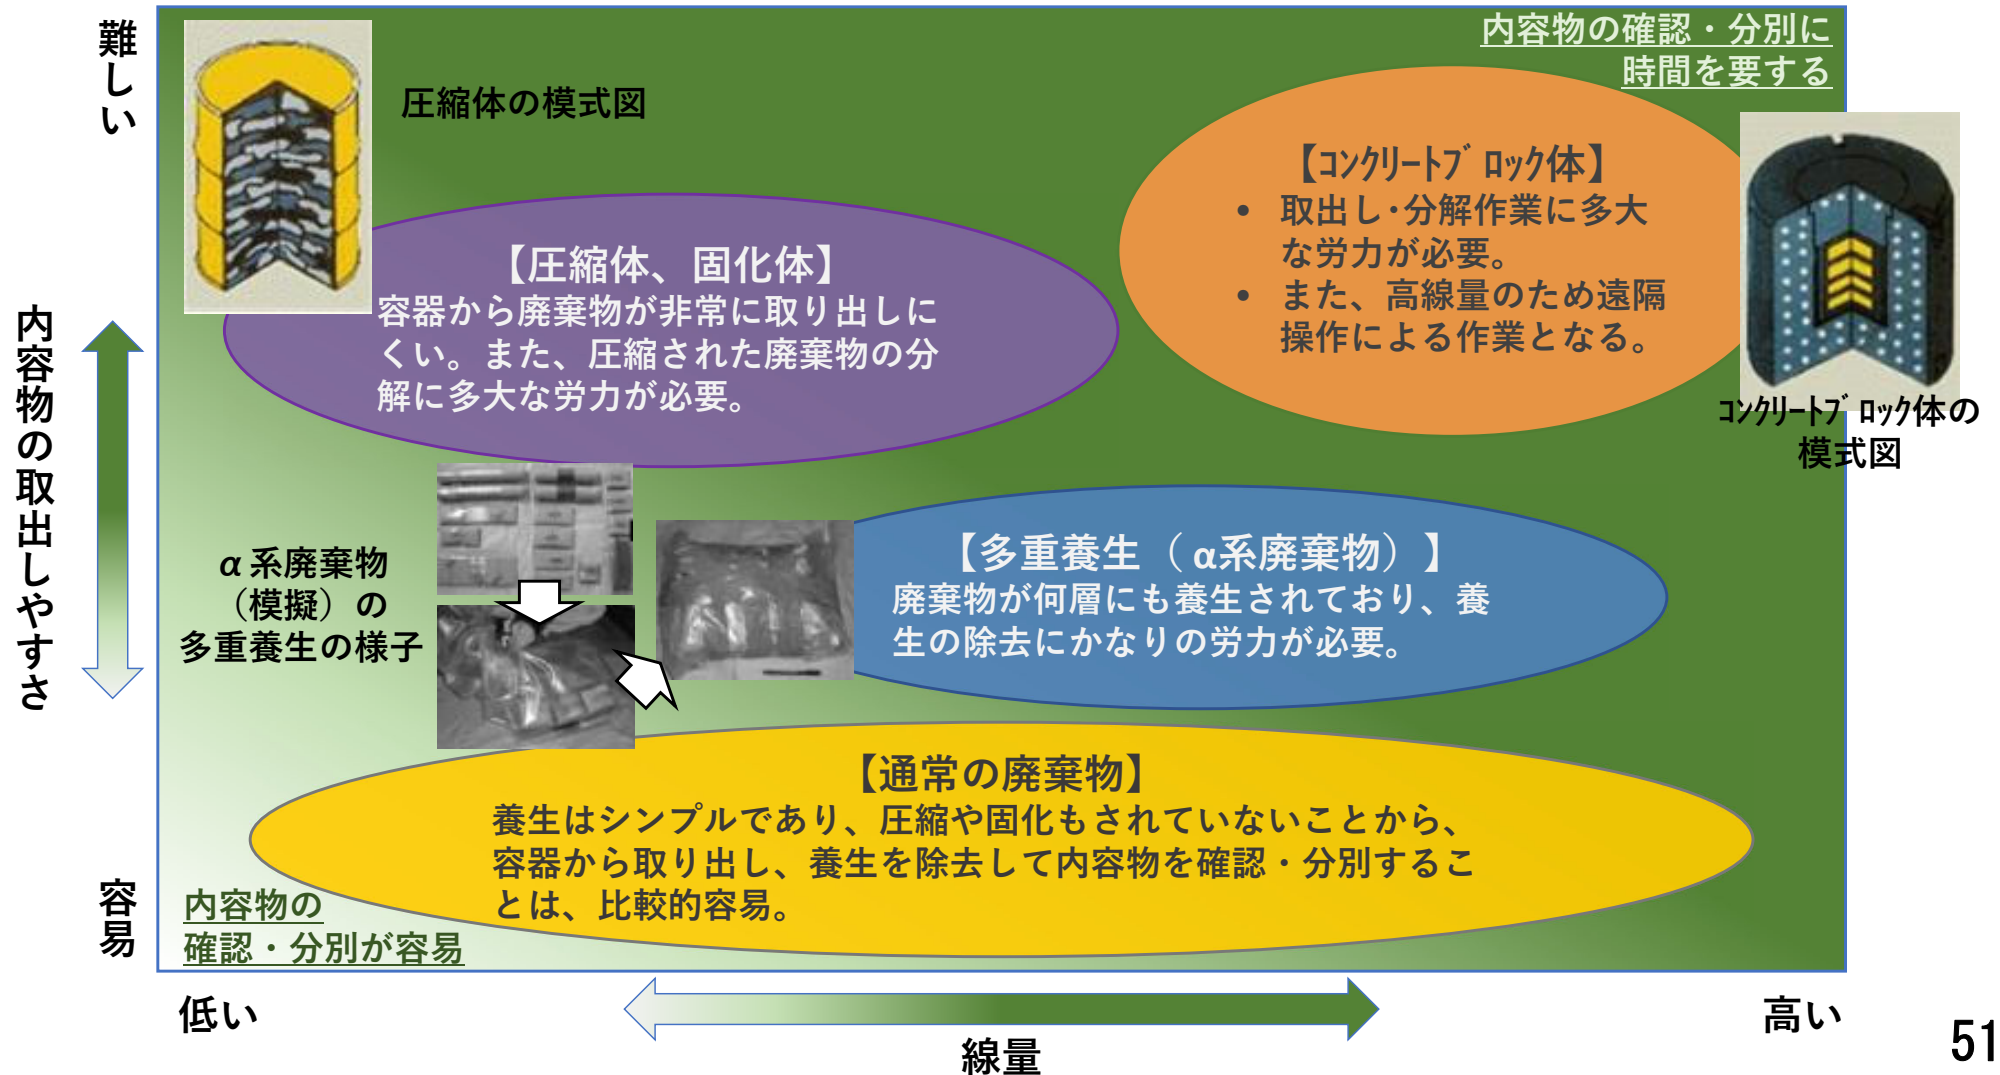 難しい
内容物の取出しやすさ
容易
圧縮体の模式図
内容物の確認・分別に
時間を要する
【ｺﾝｸﾘｰﾄﾌﾞﾛｯｸ体】
• 取出し･分解作業に多大
な労力が必要。
• また、高線量のため遠隔
操作による作業となる。
ｺﾝｸﾘｰﾄﾌﾞﾛｯｸ体の
模式図
【圧縮体、固化体】
容器から廃棄物が非常に取り出しに
くい。また、圧縮された廃棄物の分
解に多大な労力が必要。
α系廃棄物
（模擬）の
多重養生の様子
【多重養生（α系廃棄物）】
廃棄物が何層にも養生されており、養
生の除去にかなりの労力が必要。
【通常の廃棄物】
養生はシンプルであり、圧縮や固化もされていないことから、
容器から取り出し、養生を除去して内容物を確認・分別するこ
とは、比較的容易。
内容物の
確認・分別が容易
低い
線量
高い
51